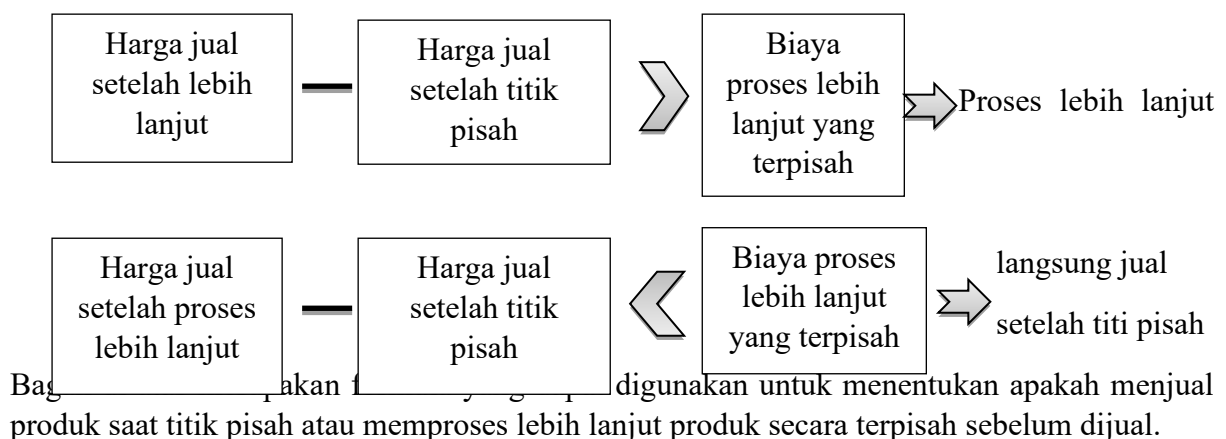 Harga jual
setelah lebih
lanjut
Harga jual
setelah titik
pisah
Biaya
proses lebih
lanjut yang
terpisah
Proses lebih lanjut
Harga jual
setelah proses
lebih lanjut
Harga jual
setelah titik
pisah
Biaya proses
lebih lanjut
yang terpisah
langsung jual
setelah titi pisah
digunakan untuk menentukan apakah menjual
produk saat titik pisah atau memproses lebih lanjut produk secara terpisah sebelum dijual.